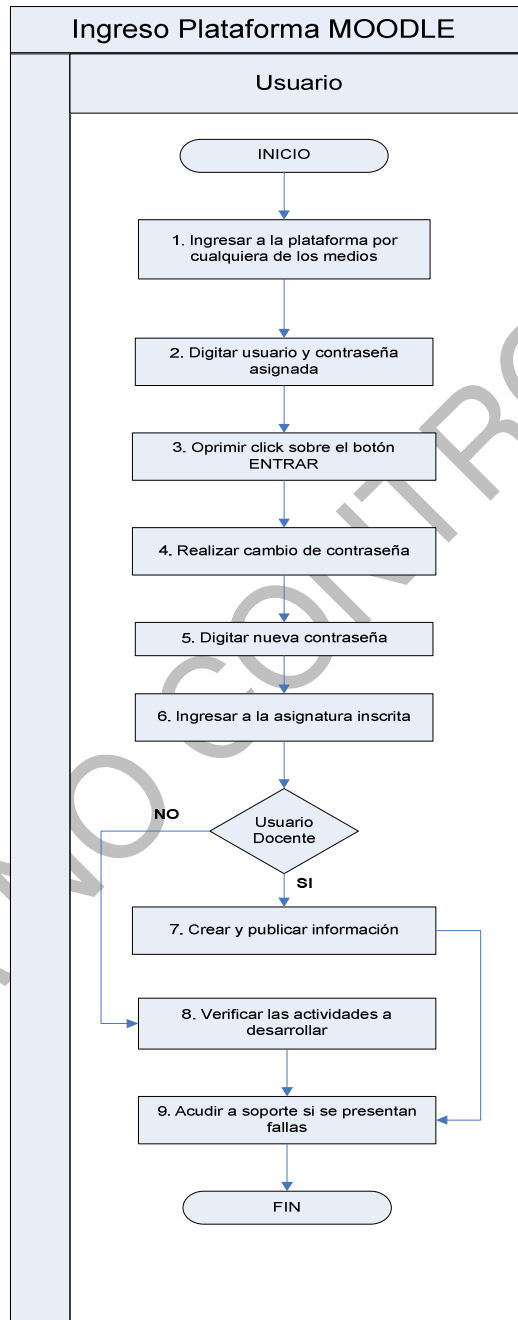 Ingreso Plataforma MOODLE
Usuario
INICIO
1. Ingresar a la plataforma por
cualquiera de los medios
2. Digitar usuario y contraseña
asignada
3. Oprimir click sobre el botón
ENTRAR
4. Realizar cambio de contraseña
5. Digitar nueva contraseña
6. Ingresar a la asignatura inscrita
Usuario
Docente
NO
SI
7. Crear y publicar información
8. Verificar las actividades a
desarrollar
9. Acudir a soporte si se presentan
fallas
FIN
NO CONTRO